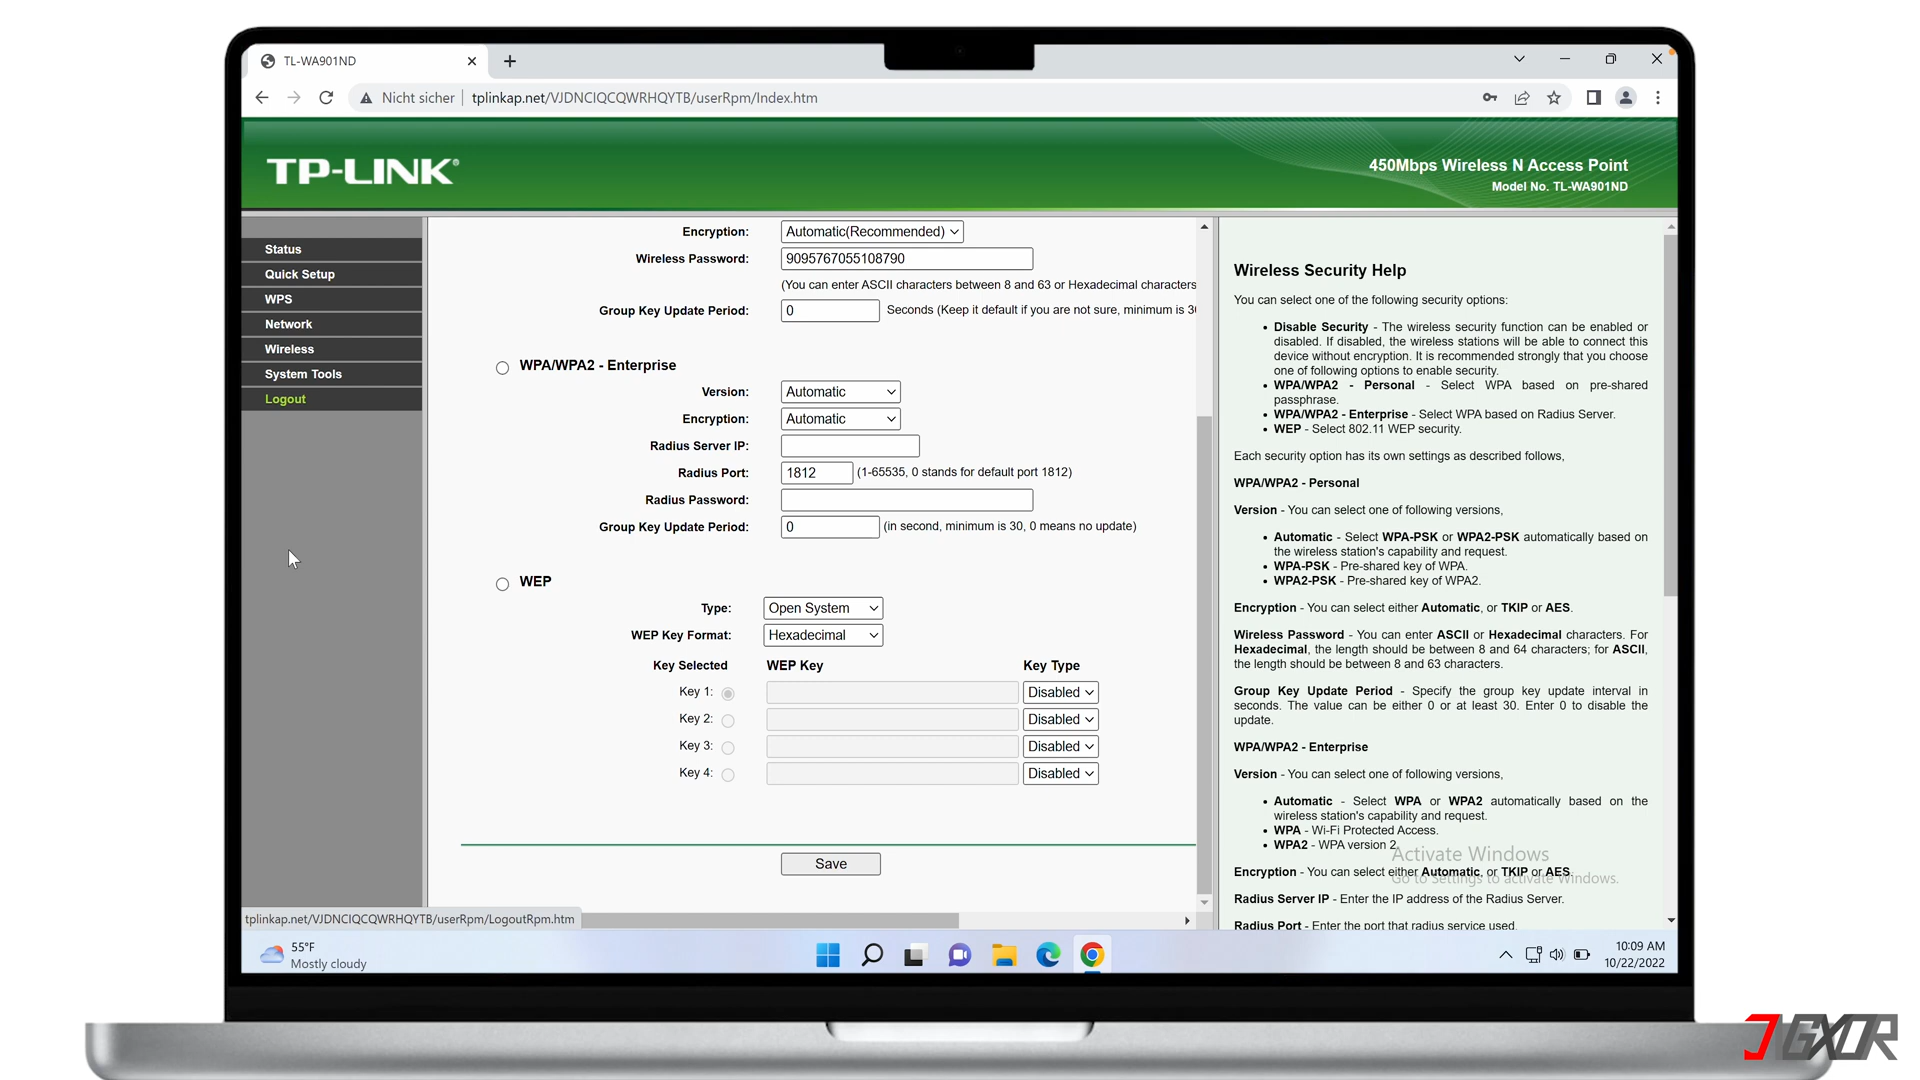 TL-WA901ND
Nicht sicher
tplinkap.net/VJDNCIQCQWRHQYTB/userRpm/Index.htm
TP-LINK®
450Mbps Wireless N Access Point
Model No. TL-WA901ND
Status
Quick Setup
WPS
Network
Wireless
System Tools
Logout
Encryption: Automatic(Recommended)
Wireless Password: 9095767055108790
(You can enter ASCII characters between 8 and 63 or Hexadecimal characters
Group Key Update Period: 0 Seconds (Keep it default if you are not sure, minimum is 30
WPA/WPA2 - Enterprise
Version: Automatic
Encryption: Automatic
Radius Server IP:
Radius Port: 1812 (1-65535, 0 stands for default port 1812)
Radius Password:
Group Key Update Period: 0 (in second, minimum is 30, 0 means no update)
WEP
Type: Open System
WEP Key Format: Hexadecimal
Key Selected WEP Key Key Type
Key 1: Disabled
Key 2: Disabled
Key 3: Disabled
Key 4: Disabled
Save
Wireless Security Help
You can select one of the following security options:
• Disable Security - The wireless security function can be enabled or
disabled. If disabled, the wireless stations will be able to connect this
device without encryption. It is recommended strongly that you choose
one of following options to enable security.
• WPA/WPA2 - Personal - Select WPA based on pre-shared
passphrase.
• WPA/WPA2 - Enterprise - Select WPA based on Radius Server.
• WEP - Select 802.11 WEP security.
Each security option has its own settings as described follows,
WPA/WPA2 - Personal
Version - You can select one of following versions,
• Automatic - Select WPA-PSK or WPA2-PSK automatically based on
the wireless station's capability and request.
• WPA-PSK - Pre-shared key of WPA.
• WPA2-PSK - Pre-shared key of WPA2.
Encryption - You can select either Automatic, or TKIP or AES.
Wireless Password - You can enter ASCII or Hexadecimal characters. For
Hexadecimal, the length should be between 8 and 64 characters; for ASCII,
the length should be between 8 and 63 characters.
Group Key Update Period - Specify the group key update interval in
seconds. The value can be either 0 or at least 30. Enter 0 to disable the
update.
WPA/WPA2 - Enterprise
Version - You can select one of following versions,
• Automatic - Select WPA or WPA2 automatically based on the
wireless station's capability and request.
• WPA - Wi-Fi Protected Access.
• WPA2 - WPA version 2.
Activate Windows
Encryption - You can select either Automatic, or TKIP or AES.
Go to Settings to activate Windows.
Radius Server IP - Enter the IP address of the Radius Server.
Radius Port - Enter the port that radius service used.
tplinkap.net/VJDNCIQCQWRHQYTB/userRpm/LogoutRpm.htm
55°F
Mostly cloudy
10:09 AM
10/22/2022
JGXOR